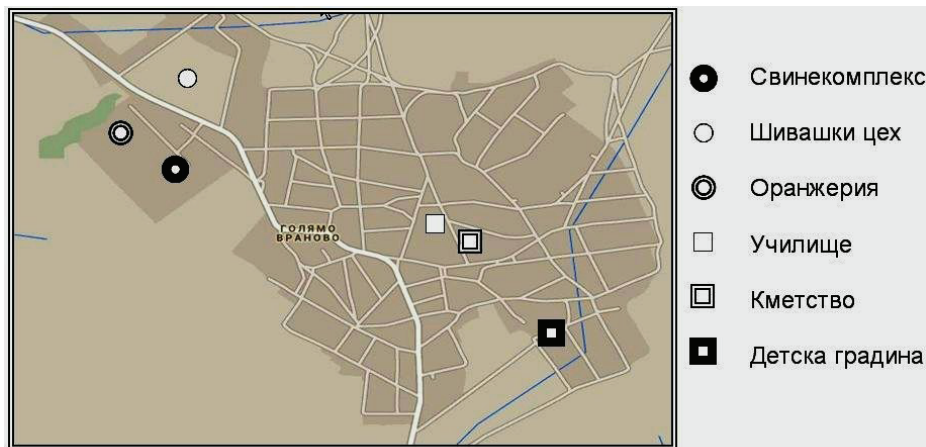 ГОЛЯМО
ВРАНОВО
Свинекомплекс
Шивашки цех
Оранжерия
Училище
Кметство
Детска градина